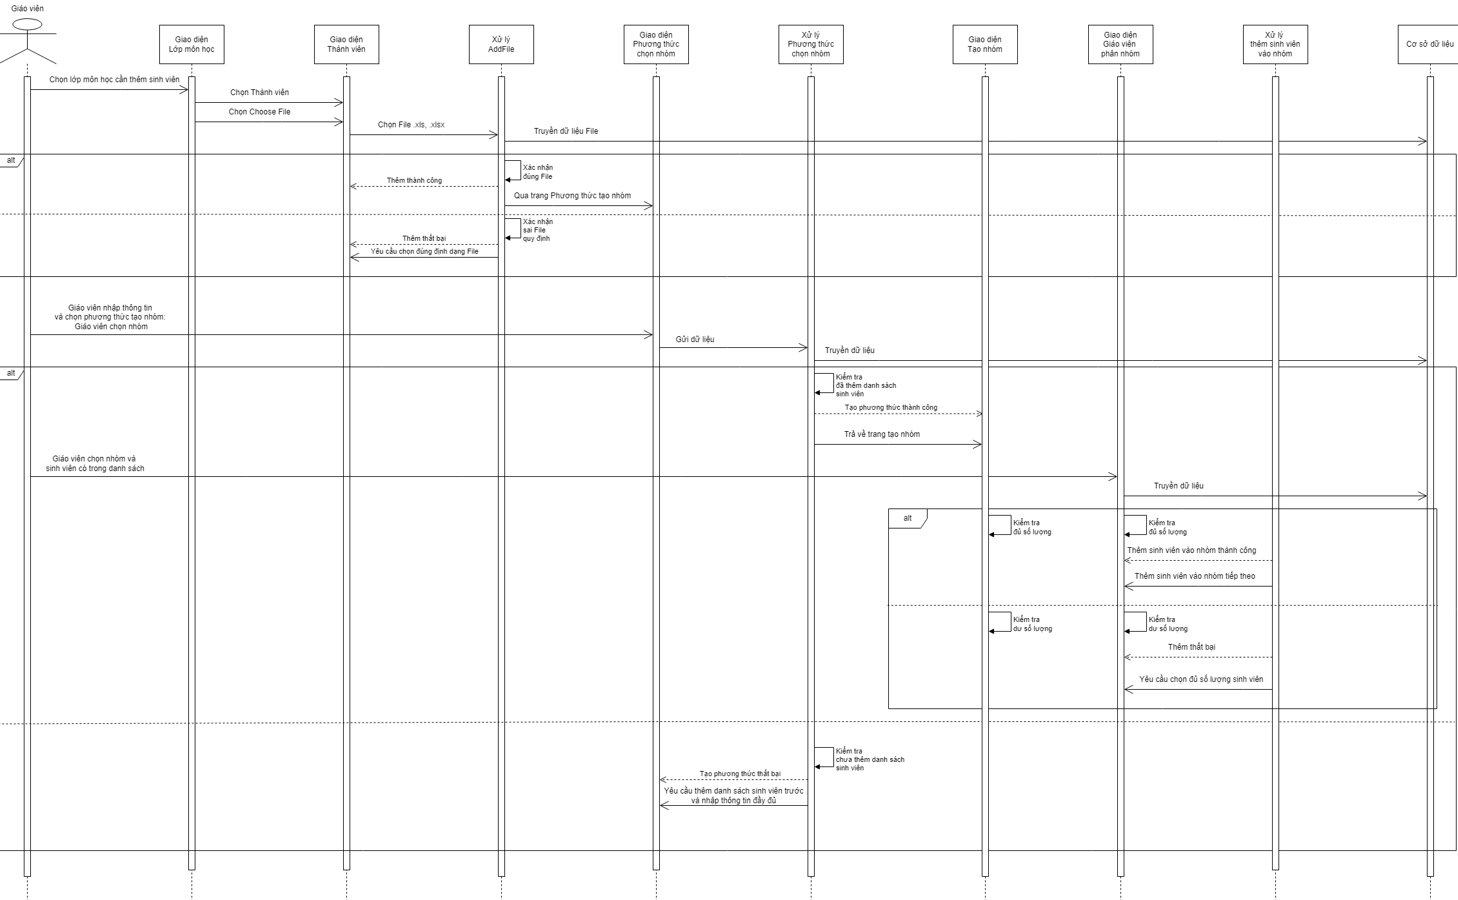 Giáo viên
Giao diện
Lớp môn học
Giao diện
Thành viên
Xử lý
AddFile
Giao diện
Phương thức
chọn nhóm
Xử lý
Phương thức
chọn nhóm
Giao diện
Tạo nhóm
Giao diện
Giáo viên
phân nhóm
Xử lý
thêm sinh viên
vào nhóm
Cơ sở dữ liệu
Chọn lớp môn học cần thêm sinh viên
Chọn Thành viên
Chọn Choose File
Chọn File .xls, .xlsx
Truyền dữ liệu File
alt
Xác nhận
đúng File
Thêm thành công
Qua trang Phương thức tạo nhóm
Xác nhận
sai File
quy định
Thêm thất bại
Yêu cầu chọn đúng định dạng File
Giáo viên nhập thông tin
và chọn phương thức tạo nhóm:
Giáo viên chọn nhóm
Gửi dữ liệu
Truyền dữ liệu
alt
Kiểm tra
đã thêm danh sách
sinh viên
Tạo phương thức thành công
Trả về trang tạo nhóm
Giáo viên chọn nhóm và
sinh viên có trong danh sách
Truyền dữ liệu
alt
Kiểm tra
đủ số lượng
Kiểm tra
đủ số lượng
Thêm sinh viên vào nhóm thành công
Thêm sinh viên vào nhóm tiếp theo
Kiểm tra
dư số lượng
Kiểm tra
dư số lượng
Thêm thất bại
Yêu cầu chọn đủ số lượng sinh viên
Kiểm tra
chưa thêm danh sách
sinh viên
Tạo phương thức thất bại
Yêu cầu thêm danh sách sinh viên trước
và nhập thông tin đầy đủ